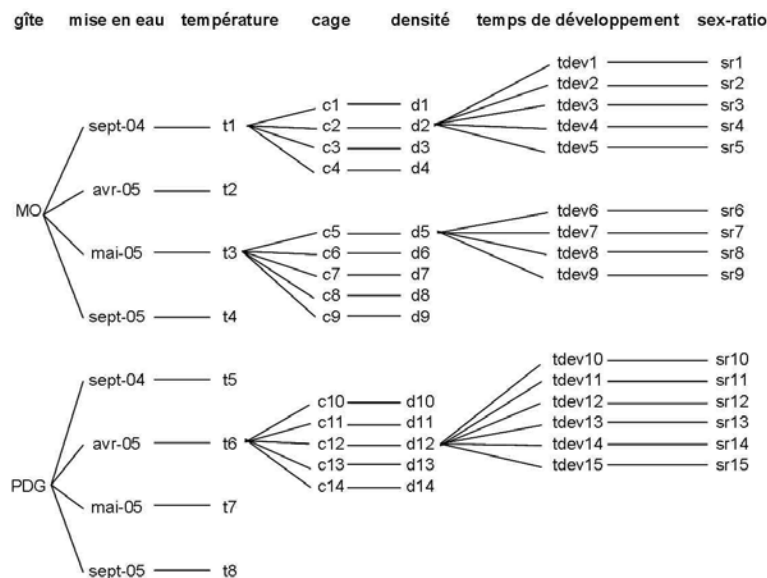 gîte mise en eau température cage densité temps de développement sex-ratio
tdev1 sr1
tdev2 sr2
c1 d1 tdev3 sr3
sept-04 t1 c2 d2 tdev4 sr4
c3 d3 tdev5 sr5
c4 d4
avr-05 t2
MO
tdev6 sr6
c5 d5 tdev7 sr7
mai-05 t3 c6 d6 tdev8 sr8
c7 d7 tdev9 sr9
c8 d8
sept-05 t4 c9 d9
tdev10 sr10
sept-04 t5 tdev11 sr11
c10 d10 tdev12 sr12
c11 d11 tdev13 sr13
avr-05 t6 c12 d12 tdev14 sr14
c13 d13 tdev15 sr15
PDG c14 d14
mai-05 t7
sept-05 t8